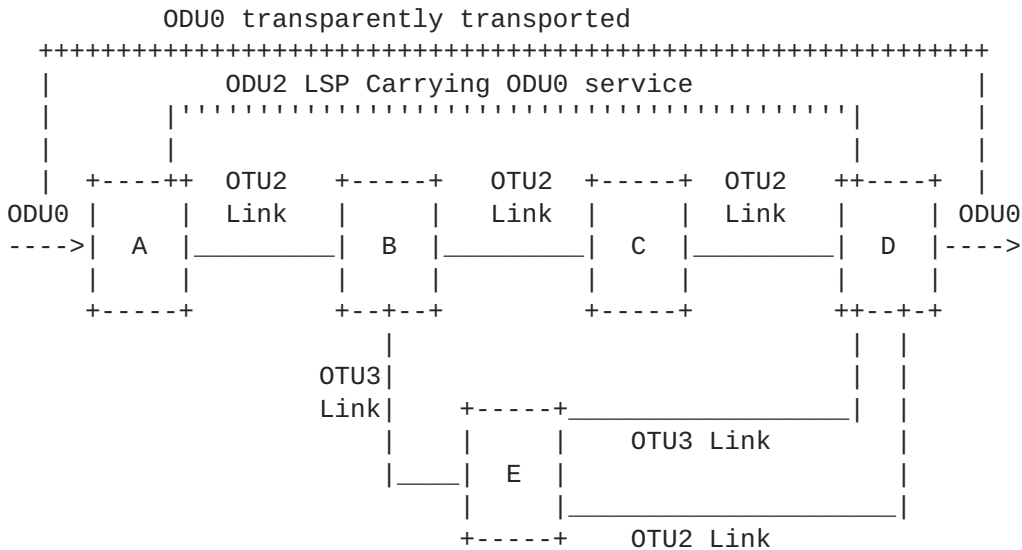 ODU0 transparently transported
ODU2 LSP Carrying ODU0 service
OTU2 OTU2 OTU2
ODU0 Link Link Link ODU0
A B C D
OTU3
Link
OTU3 Link
E
OTU2 Link